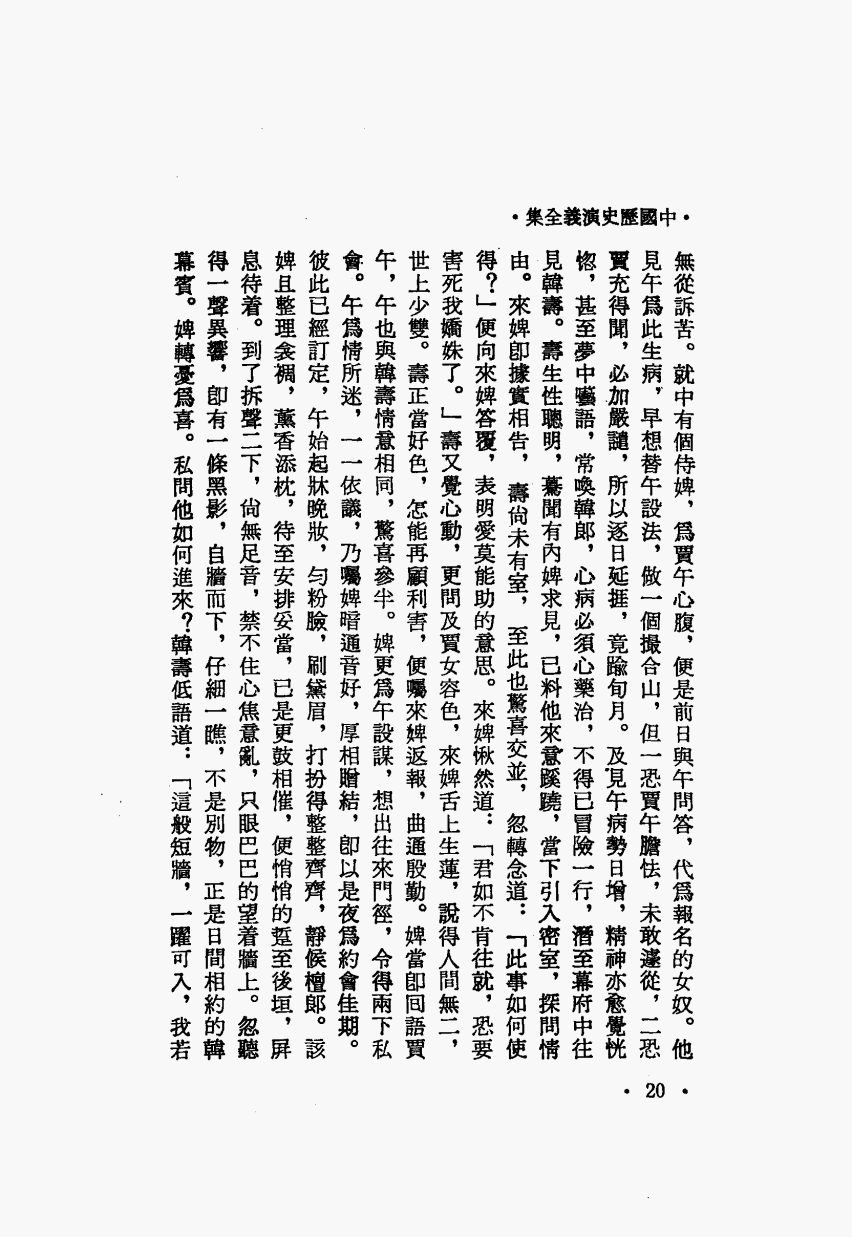 ・中國歷史演義全集・
無從訴苦。就中有個侍婢，爲賈午心腹，便是前日與午問答，代爲報名的女奴。他
見午爲此生病，早想替午設法，做一個撮合山，但一恐賈午膽怯，未敢遽從，二恐
賈充得聞，必加嚴譴，所以逐日延捱，竟踰旬月。及見午病勢日增，精神亦愈覺恍
惚，甚至夢中囈語，常喚韓郎，心病必須心藥治，不得已冒險一行，潛至幕府中往
見韓壽。壽生性聰明，驀聞有內婢求見，已料他來意蹊蹺，當下引入密室，探問情
由。來婢卽據實相告，壽尙未有室，至此也驚喜交並，忽轉念道：「此事如何使
得？」便向來婢答覆，表明愛莫能助的意思。來婢愀然道：「君如不肯往就，恐要
害死我嬌姝了。」壽又覺心動，更問及賈女容色，來婢舌上生蓮，說得人間無二，
世上少雙。壽正當好色，怎能再顧利害，便囑來婢返報，曲通殷勤。婢當卽回語賈
午，午也與韓壽情意相同，驚喜參半。婢更爲午設謀，想出往來門徑，令得兩下私
會。午爲情所迷，一一依議，乃囑婢暗通音好，厚相贈結，卽以是夜爲約會佳期。
彼此已經訂定，午始起牀晚妝，勻粉臉，刷黛眉，打扮得整整齊齊，靜候檀郎。該
婢且整理衾裯，薰香添枕，待至安排妥當，已是更鼓相催，便悄悄的踅至後垣，屏
息待着。到了拆聲二下，尙無足音，禁不住心焦意亂，只眼巴巴的望着牆上。忽聽
得一聲異響，卽有一條黑影，自牆而下，仔細一瞧，不是別物，正是日間相約的韓
幕賓。婢轉憂爲喜。私問他如何進來？韓壽低語道：「這般短牆，一躍可入，我若
・20・